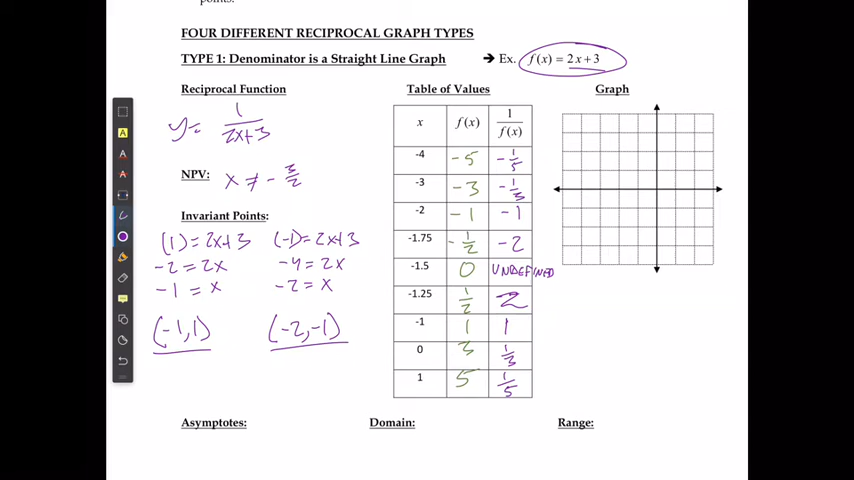 points.
FOUR DIFFERENT RECIPROCAL GRAPH TYPES
TYPE 1: Denominator is a Straight Line Graph → Ex. f(x) = 2x + 3
Reciprocal Function Table of Values Graph
y = 1/(2x+3)
NPV: x ≠ -3/2
Invariant Points:
(1) = 2x+3 (-1) = 2x+3
-2 = 2x -4 = 2x
-1 = x -2 = x
(-1,1) (-2,-1)
x f(x) 1/f(x)
-4 -5 -1/5
-3 -3 -1/3
-2 -1 -1
-1.75 -1/2 -2
-1.5 0 UNDEFINED
-1.25 1/2 2
-1 1 1
0 3 1/3
1 5 1/5
Asymptotes: Domain: Range: